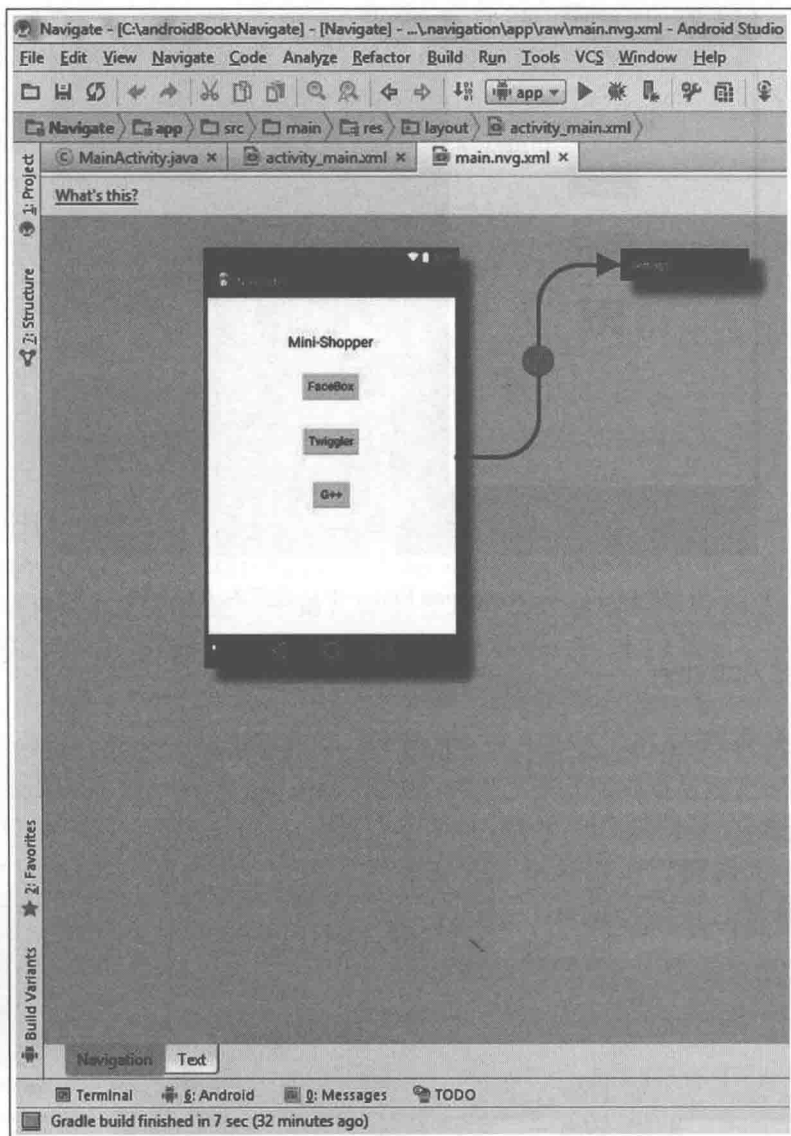 Navigate - [C:\androidBook\Navigate] - [Navigate] - ...\.navigation\app\raw\main.nvg.xml - Android Studio
File Edit View Navigate Code Analyze Refactor Build Run Tools VCS Window Help
app
Navigate app src main res layout activity_main.xml
MainActivity.java × activity_main.xml × main.nvg.xml ×
What's this?
1: Project
7: Structure
Mini-Shopper
FaceBox
Twiggler
G++
2: Favorites
Build Variants
Navigation Text
Terminal 6: Android 0: Messages TODO
Gradle build finished in 7 sec (32 minutes ago)